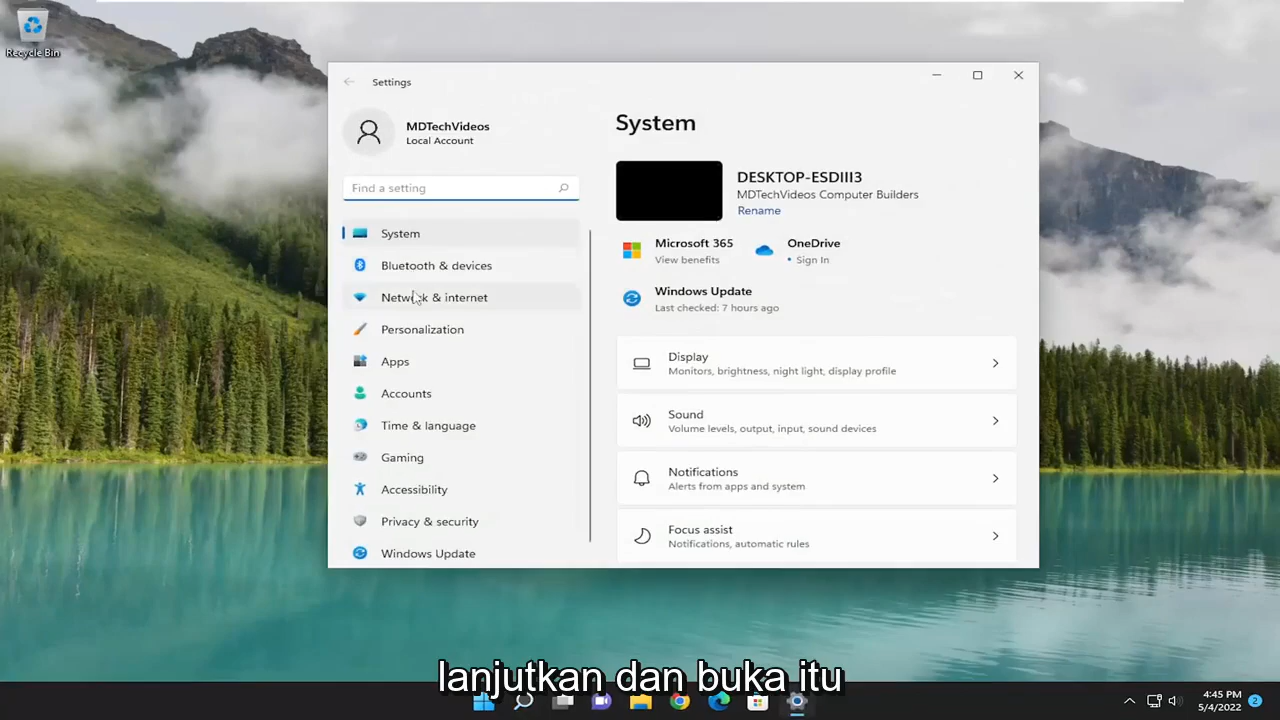 Recycle Bin
Settings
MDTechVideos
Local Account
Find a setting
System
Bluetooth & devices
Network & internet
Personalization
Apps
Accounts
Time & language
Gaming
Accessibility
Privacy & security
Windows Update
System
DESKTOP-ESDIII3
MDTechVideos Computer Builders
Rename
Microsoft 365
View benefits
OneDrive
• Sign In
Windows Update
Last checked: 7 hours ago
Display
Monitors, brightness, night light, display profile
Sound
Volume levels, output, input, sound devices
Notifications
Alerts from apps and system
Focus assist
Notifications, automatic rules
lanjutkan dan buka itu
4:45 PM
5/4/2022
2